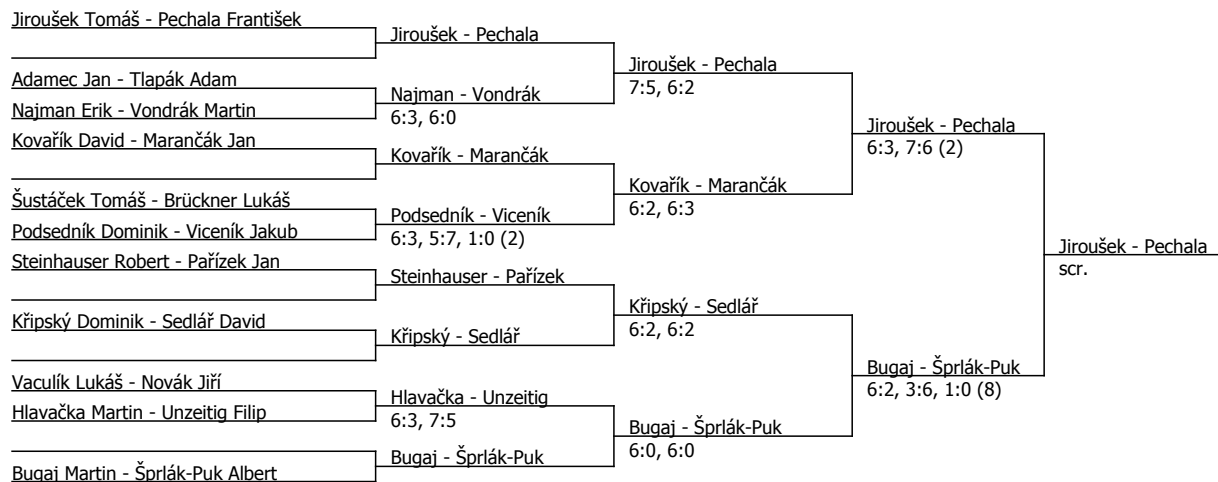 Jiroušek Tomáš - Pechala František
Adamec Jan - Tlapák Adam
Najman Erik - Vondrák Martin
Kovařík David - Marančák Jan
Šustáček Tomáš - Brückner Lukáš
Podsedník Dominik - Viceník Jakub
Steinhauser Robert - Pařízek Jan
Křipský Dominik - Sedlář David
Vaculík Lukáš - Novák Jiří
Hlavačka Martin - Unzeitig Filip
Bugaj Martin - Šprlák-Puk Albert
Jiroušek - Pechala
Najman - Vondrák
6:3, 6:0
Kovařík - Marančák
Podsedník - Viceník
6:3, 5:7, 1:0 (2)
Steinhauser - Pařízek
Křipský - Sedlář
Hlavačka - Unzeitig
6:3, 7:5
Bugaj - Šprlák-Puk
Jiroušek - Pechala
7:5, 6:2
Kovařík - Marančák
6:2, 6:3
Křipský - Sedlář
6:2, 6:2
Bugaj - Šprlák-Puk
6:0, 6:0
Jiroušek - Pechala
6:3, 7:6 (2)
Bugaj - Šprlák-Puk
6:2, 3:6, 1:0 (8)
Jiroušek - Pechala
scr.